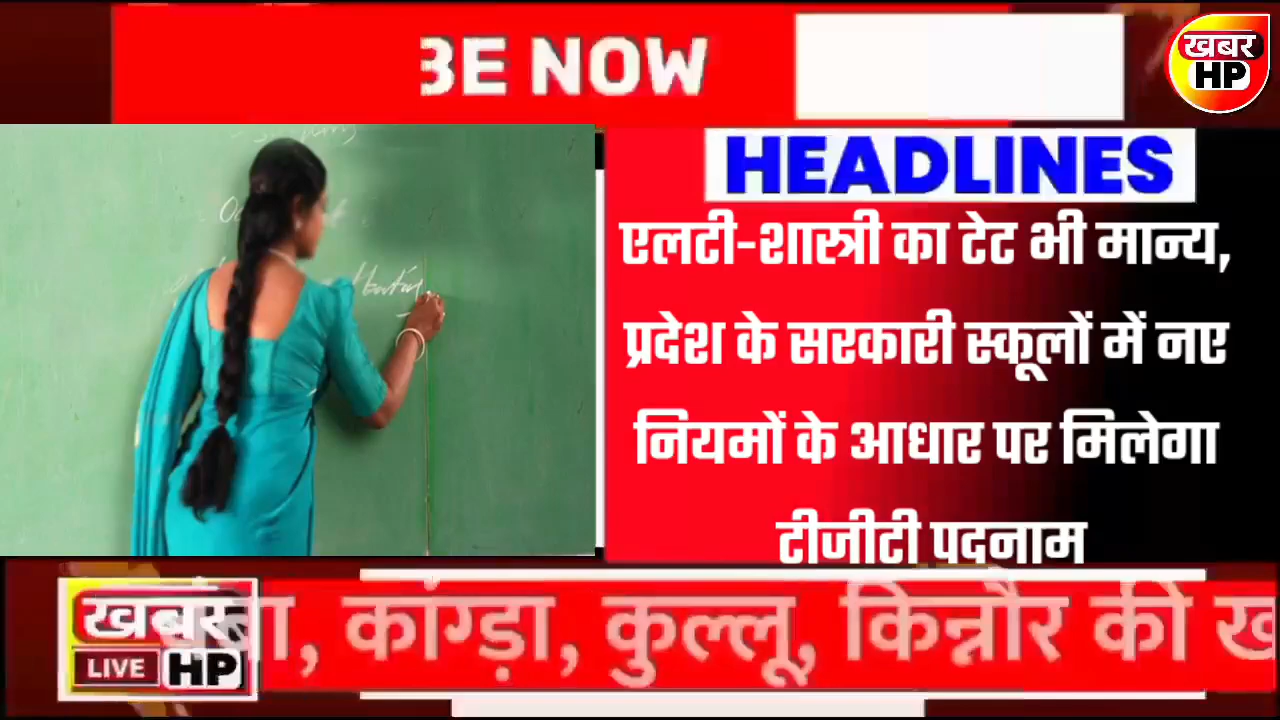 BE NOW
खबर
HP
HEADLINES
एलटी-शास्त्री का टेट भी मान्य,
प्रदेश के सरकारी स्कूलों में नए
नियमों के आधार पर मिलेगा
टीजीटी पदनाम
खबर
LIVE HP
कांगड़ा, कुल्लू, किन्नौर की